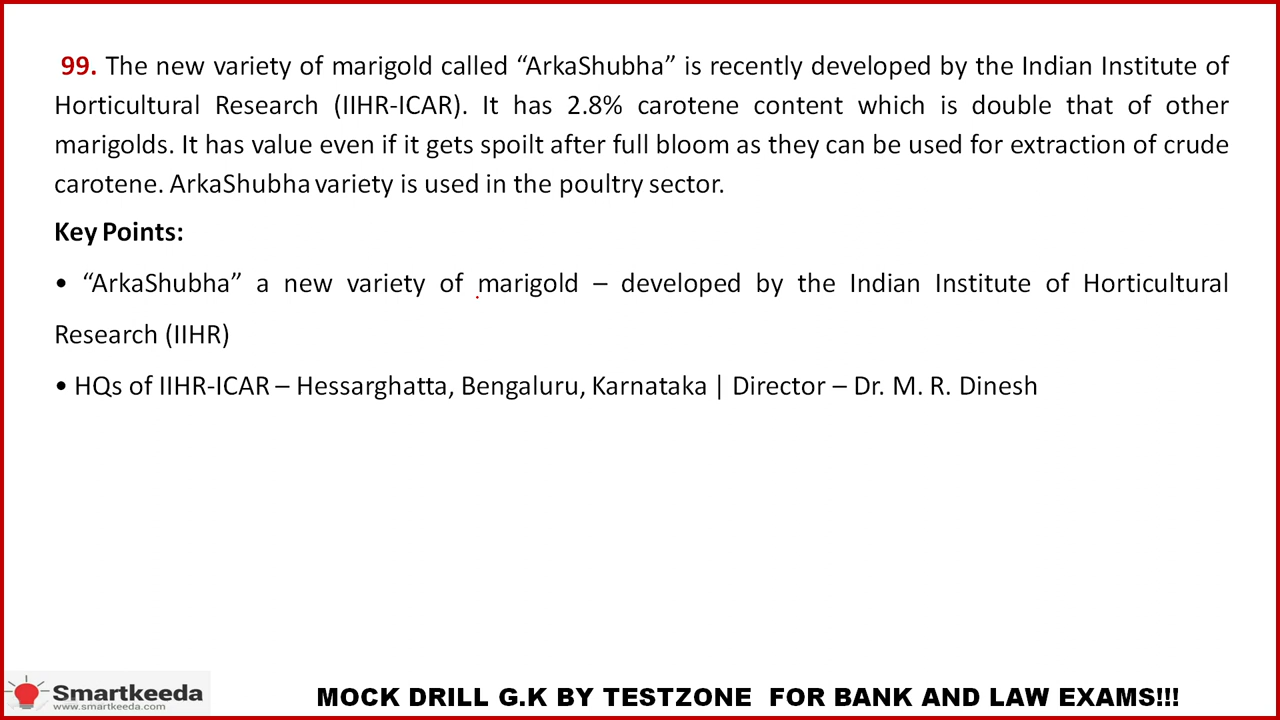 99. The new variety of marigold called “ArkaShubha” is recently developed by the Indian Institute of
Horticultural Research (IIHR-ICAR). It has 2.8% carotene content which is double that of other
marigolds. It has value even if it gets spoilt after full bloom as they can be used for extraction of crude
carotene. ArkaShubha variety is used in the poultry sector.
Key Points:
• “ArkaShubha” a new variety of marigold – developed by the Indian Institute of Horticultural
Research (IIHR)
• HQs of IIHR-ICAR – Hessarghatta, Bengaluru, Karnataka | Director – Dr. M. R. Dinesh
Smartkeeda
www.smartkeeda.com
MOCK DRILL G.K BY TESTZONE FOR BANK AND LAW EXAMS!!!